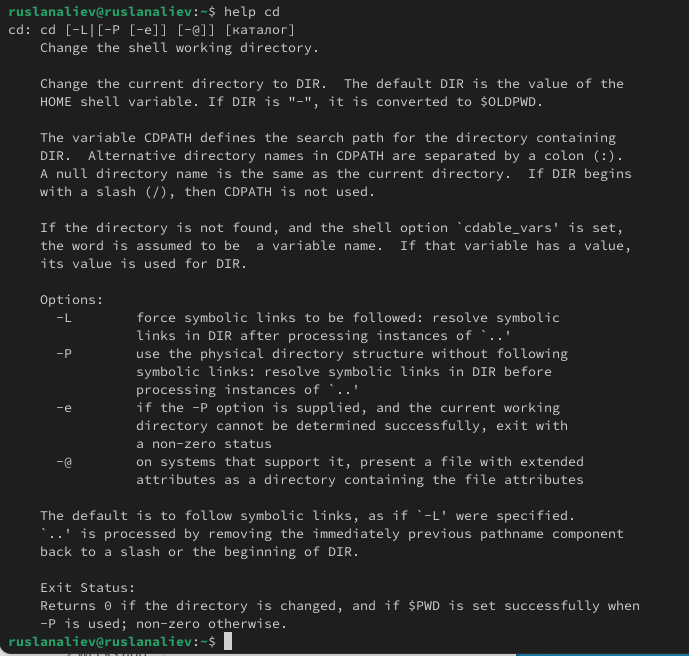 ruslanaliev@ruslanaliev:~$ help cd
cd: cd [-L|[-P [-e]] [-@]] [каталог]
    Change the shell working directory.

    Change the current directory to DIR.  The default DIR is the value of the
    HOME shell variable. If DIR is "-", it is converted to $OLDPWD.

    The variable CDPATH defines the search path for the directory containing
    DIR.  Alternative directory names in CDPATH are separated by a colon (:).
    A null directory name is the same as the current directory.  If DIR begins
    with a slash (/), then CDPATH is not used.

    If the directory is not found, and the shell option `cdable_vars' is set,
    the word is assumed to be  a variable name.  If that variable has a value,
    its value is used for DIR.

    Options:
      -L        force symbolic links to be followed: resolve symbolic
                links in DIR after processing instances of `..'
      -P        use the physical directory structure without following
                symbolic links: resolve symbolic links in DIR before
                processing instances of `..'
      -e        if the -P option is supplied, and the current working
                directory cannot be determined successfully, exit with
                a non-zero status
      -@        on systems that support it, present a file with extended
                attributes as a directory containing the file attributes

    The default is to follow symbolic links, as if `-L' were specified.
    `..' is processed by removing the immediately previous pathname component
    back to a slash or the beginning of DIR.

    Exit Status:
    Returns 0 if the directory is changed, and if $PWD is set successfully when
    -P is used; non-zero otherwise.
ruslanaliev@ruslanaliev:~$